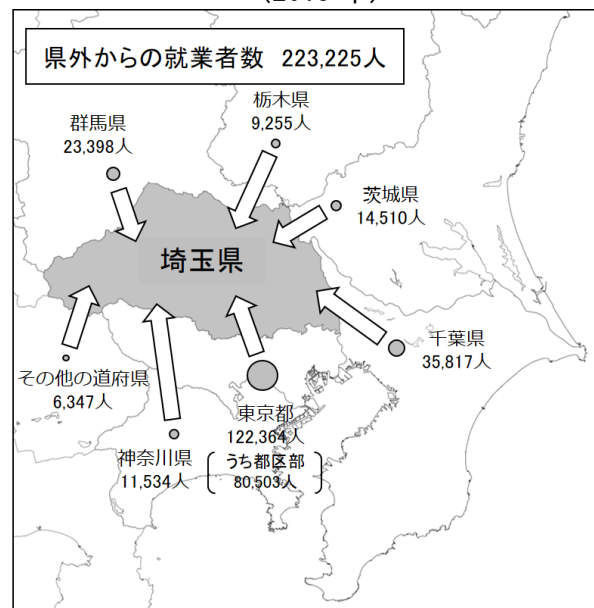 県外からの就業者数 223,225人
栃木県
9,255人
群馬県
23,398人
茨城県
14,510人
埼玉県
千葉県
35,817人
その他の道府県
6,347人
東京都
122,364人
うち都区部
80,503人
神奈川県
11,534人